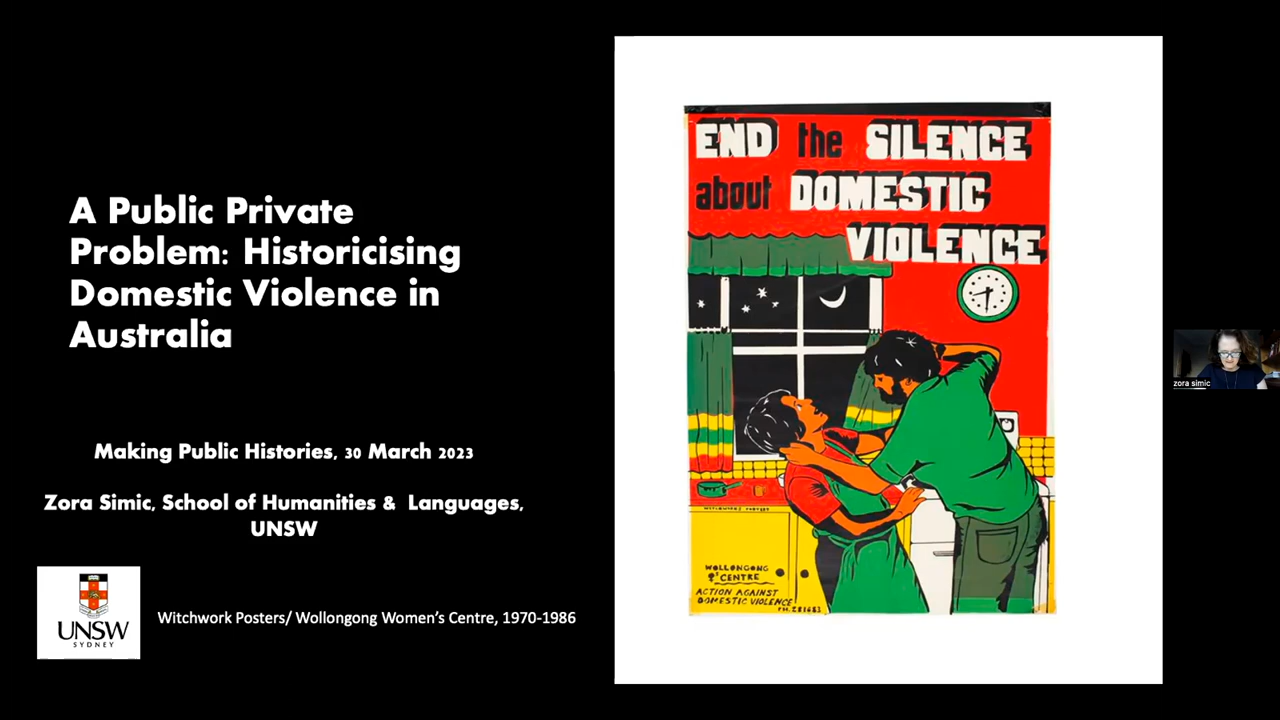 A Public Private
Problem: Historicising
Domestic Violence in
Australia
Making Public Histories, 30 March 2023
Zora Simic, School of Humanities & Languages,
UNSW
UNSW
SYDNEY
Witchwork Posters/ Wollongong Women's Centre, 1970-1986
END the SILENCE
about DOMESTIC
VIOLENCE
WOLLONGONG
CENTRE
ACTION AGAINST
DOMESTIC VIOLENCE
zora simic